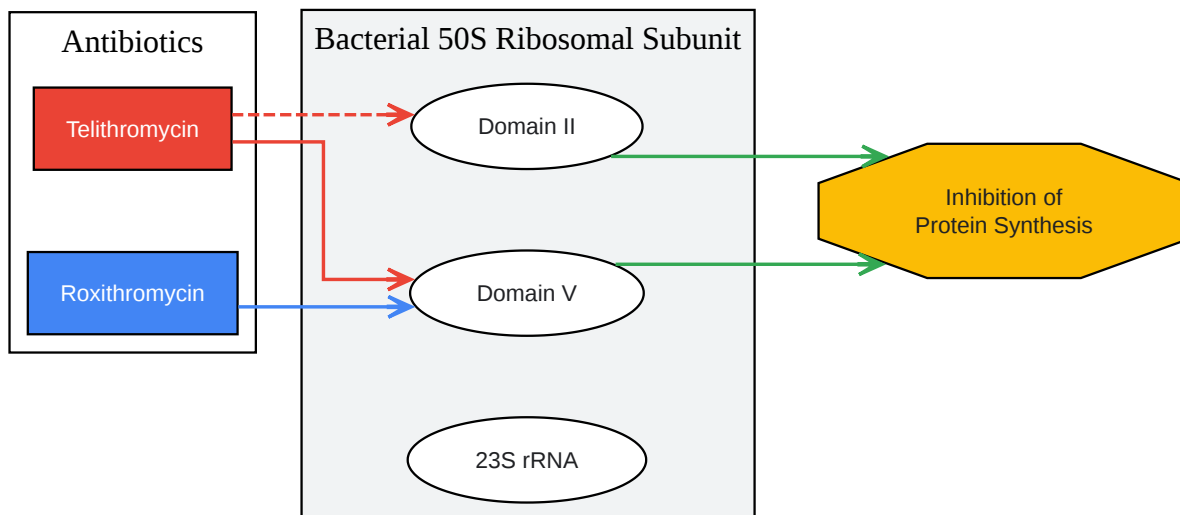 Antibiotics
Bacterial 50S Ribosomal Subunit
Telithromycin
Domain II
Inhibition of
Protein Synthesis
Roxithromycin
Domain V
23S rRNA